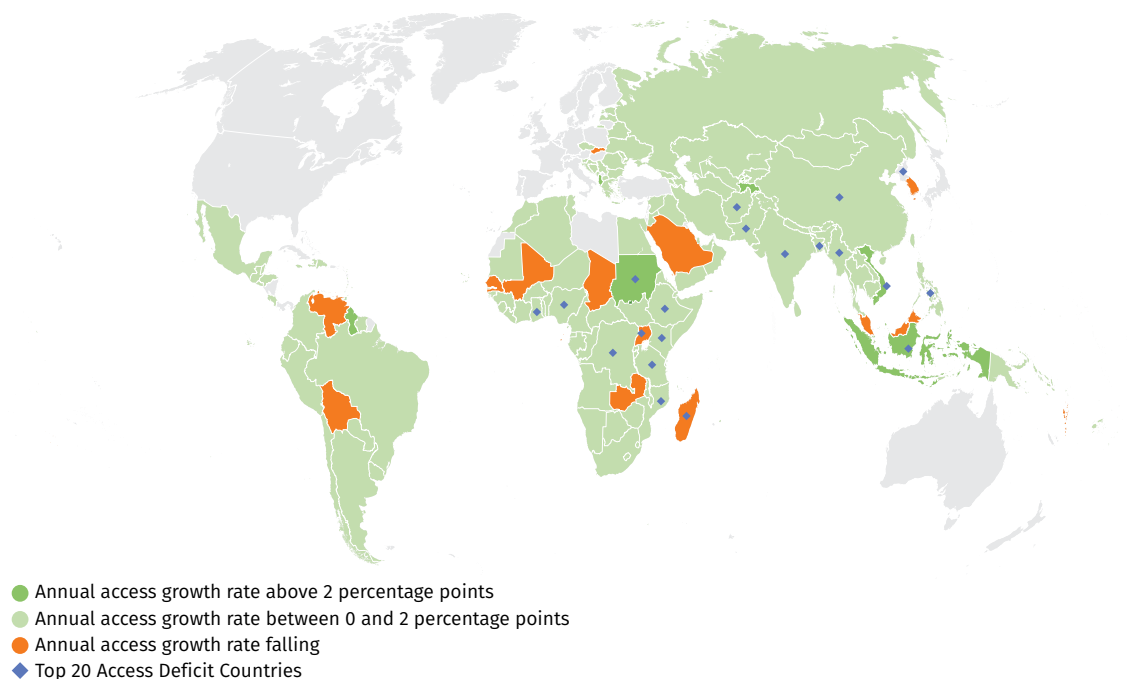 Annual access growth rate above 2 percentage points
Annual access growth rate between 0 and 2 percentage points
Annual access growth rate falling
Top 20 Access Deficit Countries